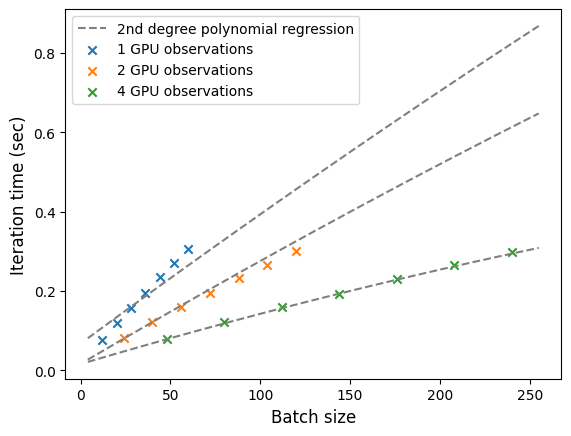 2nd degree polynomial regression
1 GPU observations
2 GPU observations
4 GPU observations
Iteration time (sec)
0.8
0.6
0.4
0.2
0.0
0 50 100 150 200 250
Batch size